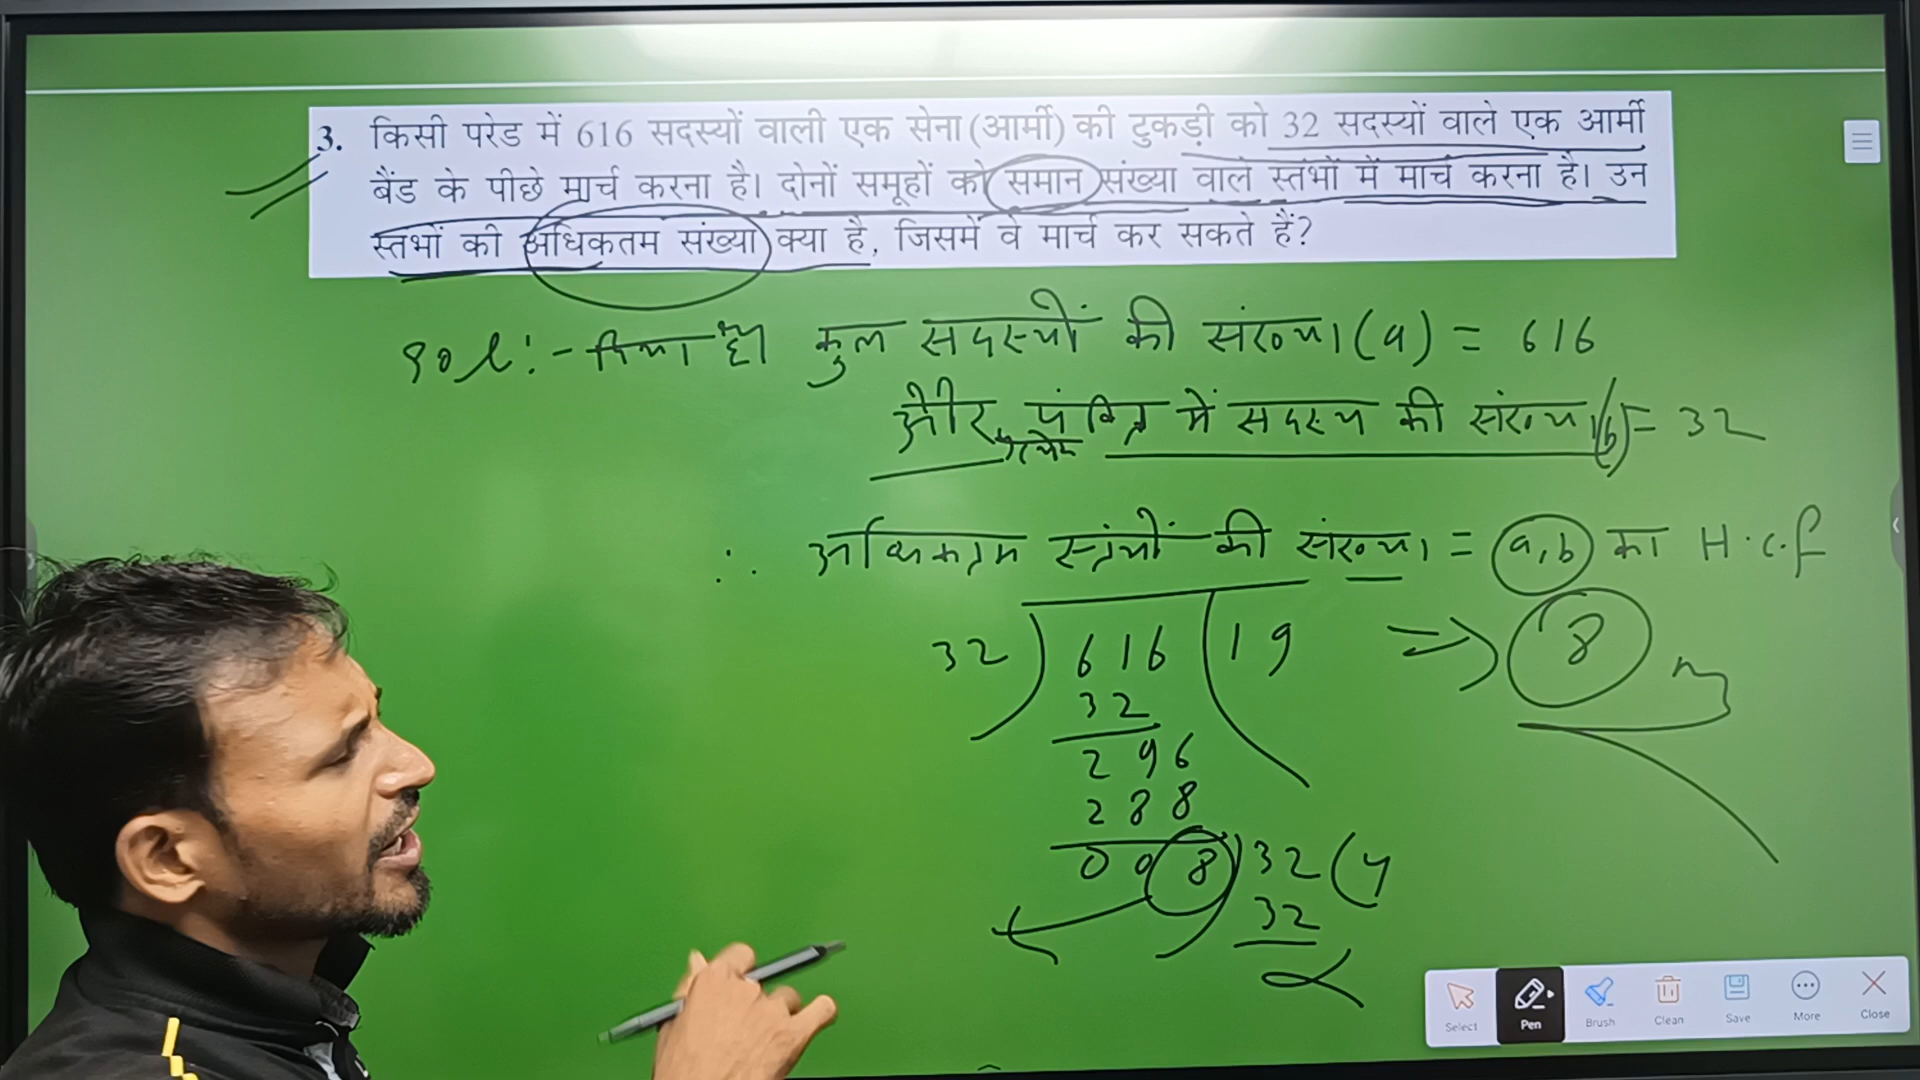 3. किसी परेड में 616 सदस्यों वाली एक सेना (आर्मी) की टुकड़ी को 32 सदस्यों वाले एक आर्मी
बैंड के पीछे मार्च करना है। दोनों समूहों को समान संख्या वाले स्तंभों में मार्च करना है। उन
स्तंभों की अधिकतम संख्या क्या है, जिसमें वे मार्च कर सकते हैं?
Sol:- दिया है कुल सदस्यों की संख्या (a) = 616
और प्रत्येक पंक्ति में सदस्य की संख्या (b) = 32
∴ अधिकतम स्तंभों की संख्या = a, b का H.c.f
32 ) 616 ( 19 ⇒ 8
32
296
288
008 ) 32 ( 4
32
Select Pen Brush Clean Save More Close